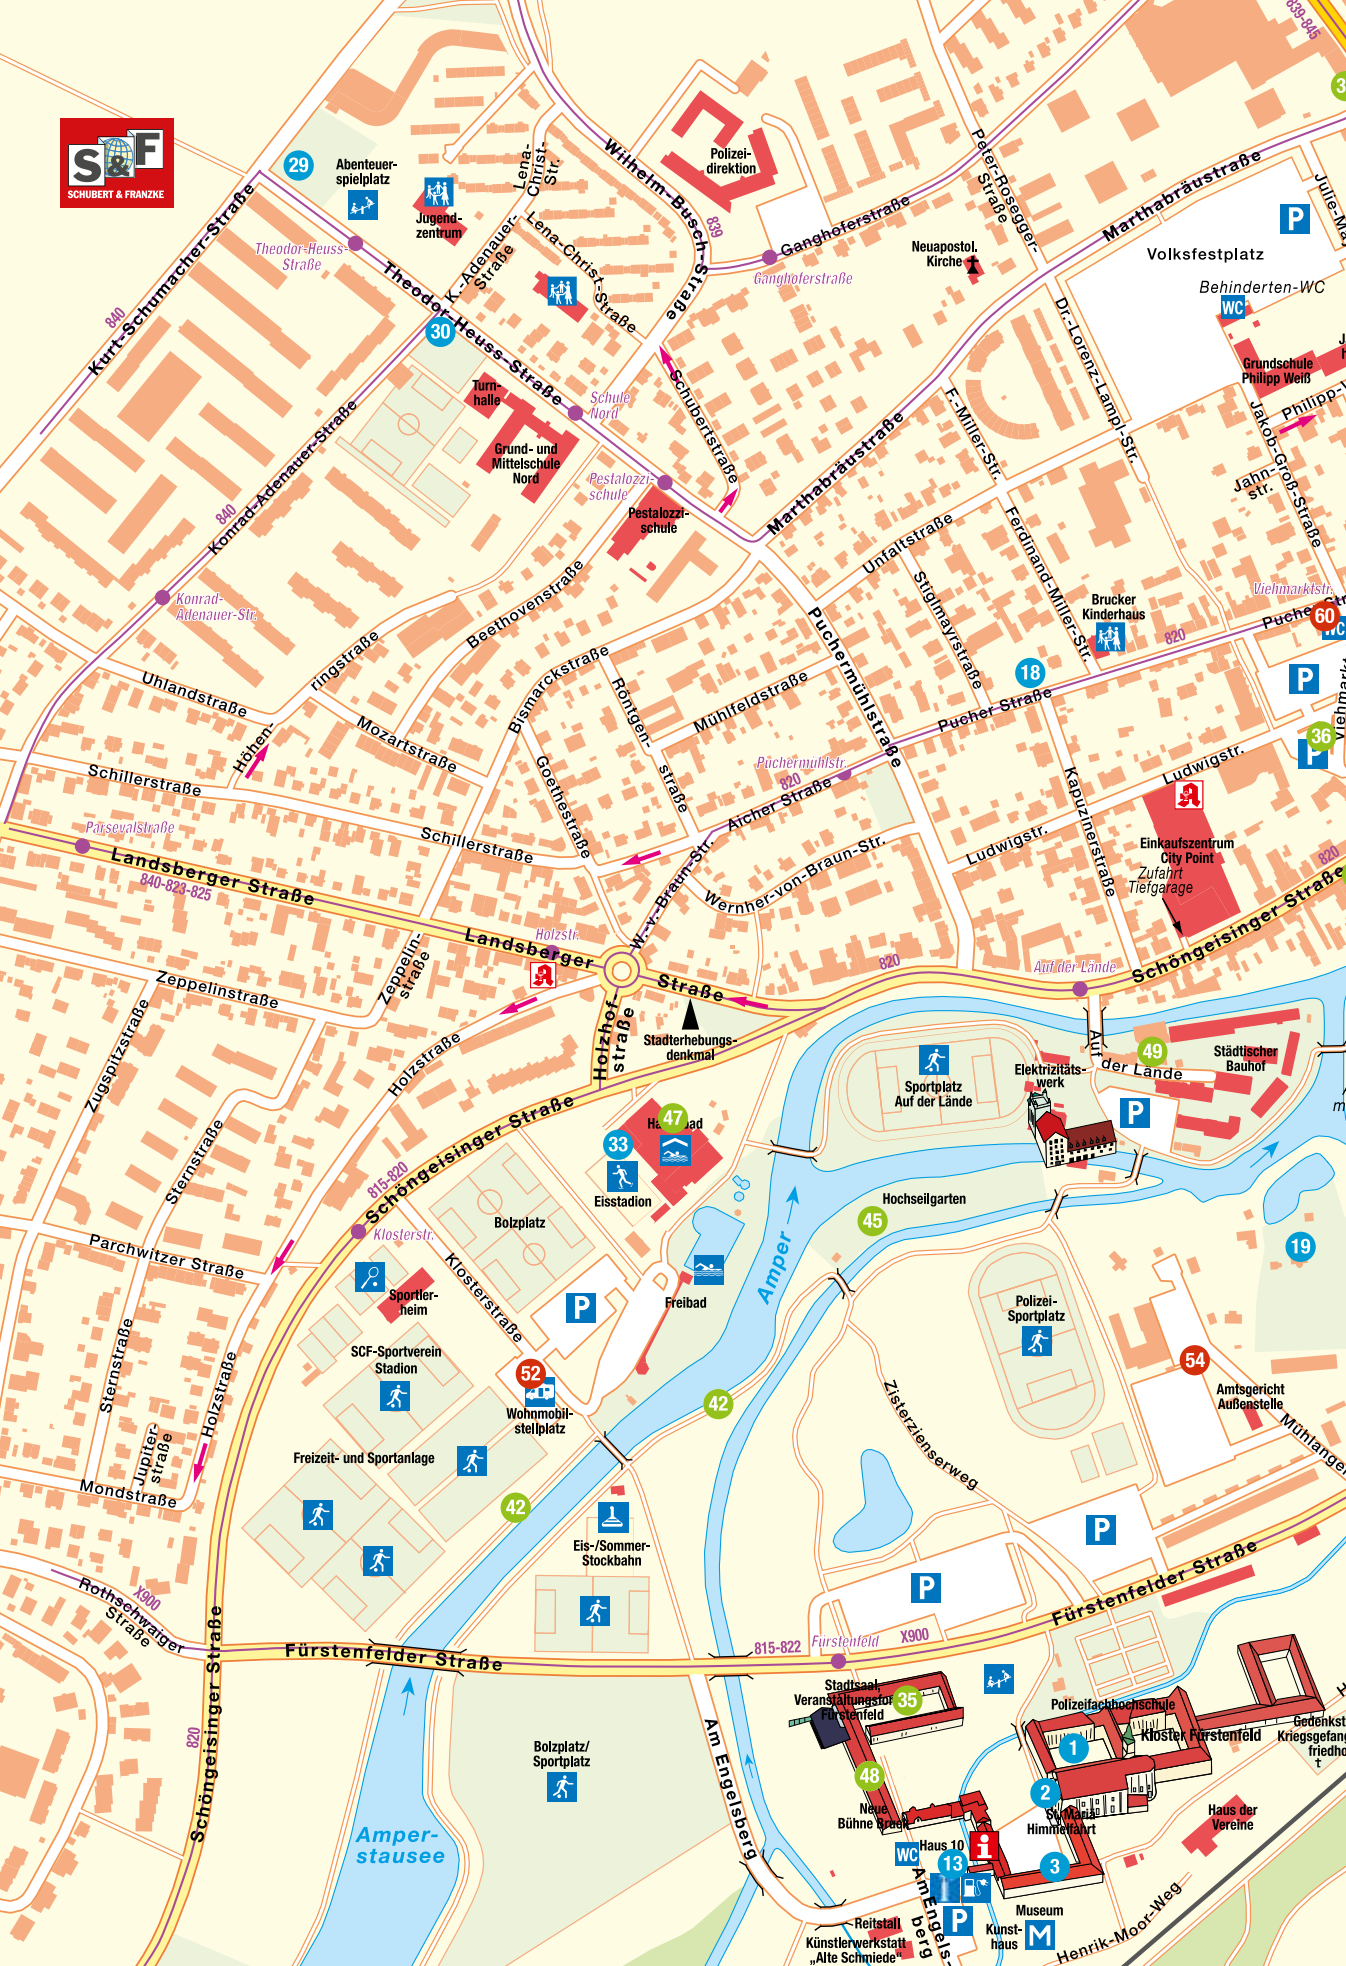 S&F
SCHUBERT & FRANZKE
839-845
29
Abenteuer-
spielplatz
Jugend-
zentrum
Lena-
Christ-
Str.
Wilhelm-Busch-Straße
Polizei-
direktion
839
Ganghoferstraße
Ganghoferstraße
Peter-Rosegger-
Straße
Marthabräustraße
Neuapostol.
Kirche
P
Volksfestplatz
Behinderten-WC
WC
Grundschule
Philipp Weiß
Theodor-Heuss-
Straße
Theodor-Heuss-Straße
K.-Adenauer-
Straße
Lena-Christ-Straße
840
Kurt-Schumacher-Straße
30
Turn-
halle
Schule
Nord
Grund- und
Mittelschule
Nord
Pestalozzi-
schule
Pestalozzi-
schule
Schubertstraße
Marthabräustraße
F.-Miller-Str.
Dr.-Lorenz-Lampl-Str.
Jakob-Groß-Straße
Jahn-
str.
840
Konrad-Adenauer-Straße
Konrad-
Adenauer-Str.
Unfaltstraße
Stiglmayrstraße
Ferdinand-Miller-Str.
Brucker
Kinderhaus
820
Viehmarktstr.
60
WC
P
36
P
18
Pucher Straße
Puchermühlstraße
Beethovenstraße
Bismarckstraße
Röntgen-
straße
Mühlfeldstraße
Uhlandstraße
Höhen-
ringstraße
Mozartstraße
Goethestraße
Puchermühlstr.
820
Aicher Straße
Schillerstraße
Schillerstraße
Kapuzinerstraße
Ludwigstr.
Ludwigstr.
Einkaufszentrum
City Point
Zufahrt
Tiefgarage
820
Schöngeisinger Straße
Parsevalstraße
Landsberger Straße
840-823-825
W.-v.-Braun-Str.
Wernher-von-Braun-Str.
Holzstr.
Landsberger
Straße
820
Auf der Lände
Zeppelinstraße
Zeppelin-
straße
Holzhof-
straße
Stadterhebungs-
denkmal
Zugspitzstraße
Holzstraße
Sternstraße
Auf
der Lände
49
Städtischer
Bauhof
Elektrizitäts-
werk
P
Sportplatz
Auf der Lände
47
33
Eisstadion
815-820
Schöngeisinger Straße
Klosterstr.
Bolzplatz
Klosterstraße
P
Freibad
Amper
Hochseilgarten
45
19
Parchwitzer Straße
Sportler-
heim
SCF-Sportverein
Stadion
52
Wohnmobil-
stellplatz
42
Polizei-
Sportplatz
54
Amtsgericht
Außenstelle
Zisterzienserweg
Sternstraße
Holzstraße
Jupiter-
straße
Mondstraße
Freizeit- und Sportanlage
42
Eis-/Sommer-
Stockbahn
P
P
X900
Rothschwaiger
Straße
Fürstenfelder Straße
815-822
Fürstenfeld
X900
Fürstenfelder Straße
820
Schöngeisinger Straße
Bolzplatz/
Sportplatz
Am Engelsberg
Amper-
stausee
Stadtsaal,
35
Fürstenfeld
Polizeifachhochschule
Kloster Fürstenfeld
1
2
St. Maria
Himmelfahrt
3
48
Neue
Bühne Bruck
WC
Haus 10
i
13
P
Am Engels-
berg
Haus der
Vereine
Museum
M
Kunst-
haus
Henrik-Moor-Weg
Reitstall
Künstlerwerkstatt
„Alte Schmiede“